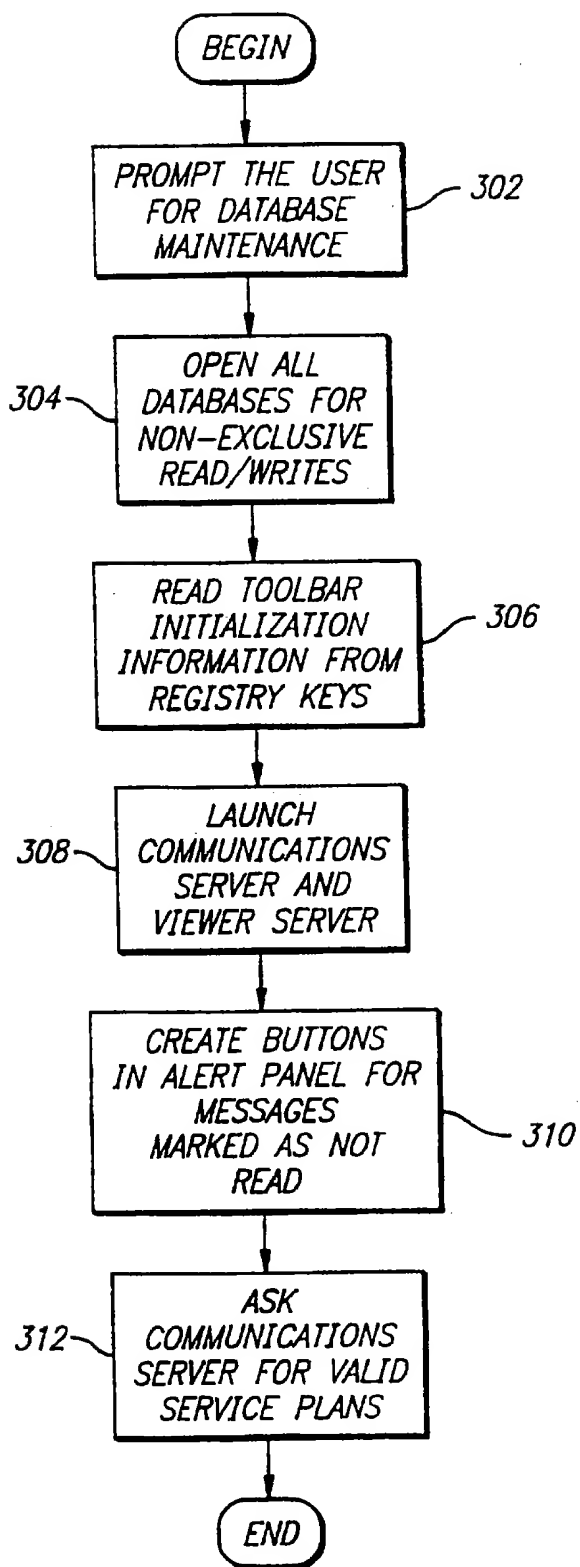 BEGIN
PROMPT THE USER
FOR DATABASE
MAINTENANCE
302
OPEN ALL
DATABASES FOR
NON-EXCLUSIVE
READ/WRITES
304
READ TOOLBAR
INITIALIZATION
INFORMATION FROM
REGISTRY KEYS
306
LAUNCH
COMMUNICATIONS
SERVER AND
VIEWER SERVER
308
CREATE BUTTONS
IN ALERT PANEL FOR
MESSAGES
MARKED AS NOT
READ
310
ASK
COMMUNICATIONS
SERVER FOR VALID
SERVICE PLANS
312
END